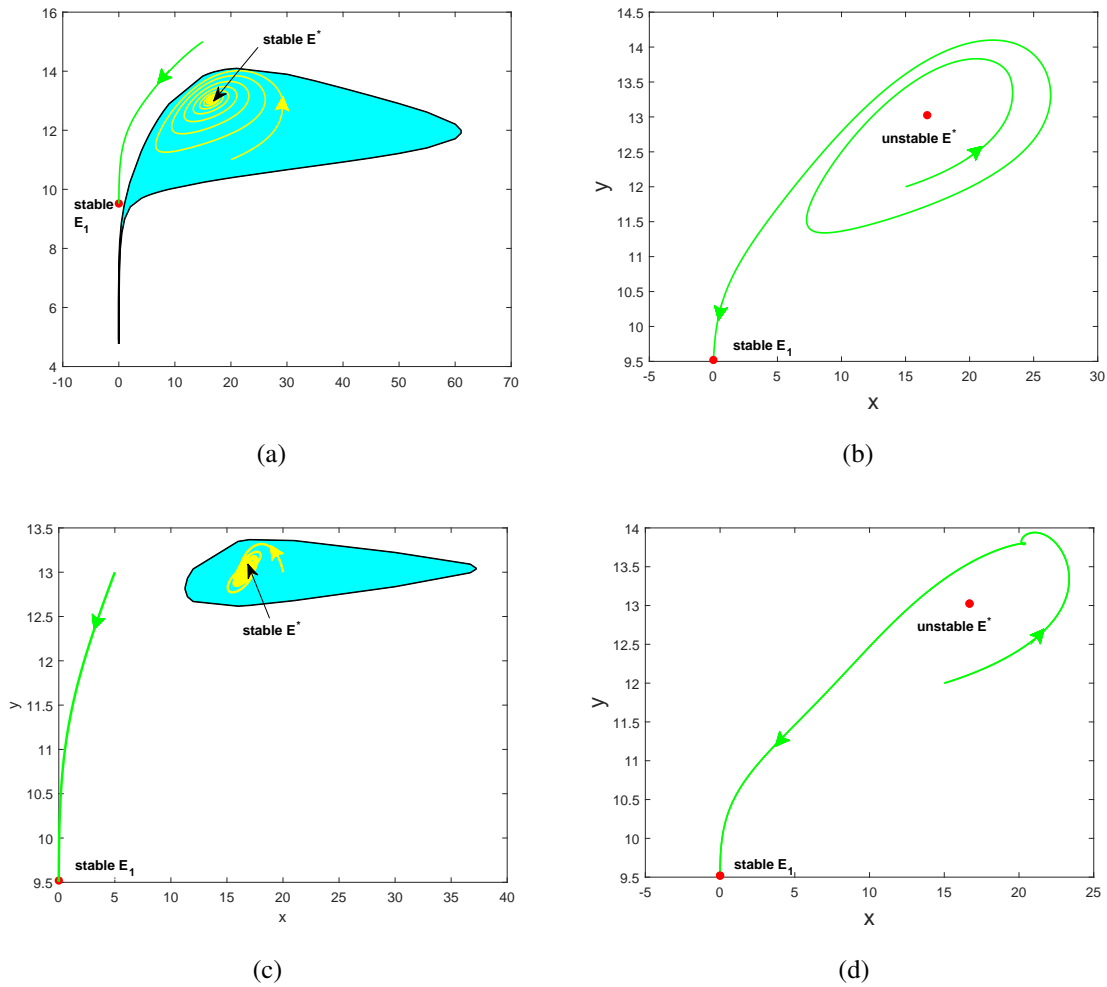 16
14
12
10
8
6
4
-10 0 10 20 30 40 50 60 70
stable E*
stable
E1
(a)
14.5
14
13.5
13
12.5
12
11.5
11
10.5
10
9.5
-5 0 5 10 15 20 25 30
y
x
unstable E*
stable E1
(b)
13.5
13
12.5
12
11.5
11
10.5
10
9.5
0 5 10 15 20 25 30 35 40
y
x
stable E*
stable E1
(c)
14
13.5
13
12.5
12
11.5
11
10.5
10
9.5
-5 0 5 10 15 20 25
y
x
unstable E*
stable E1
(d)